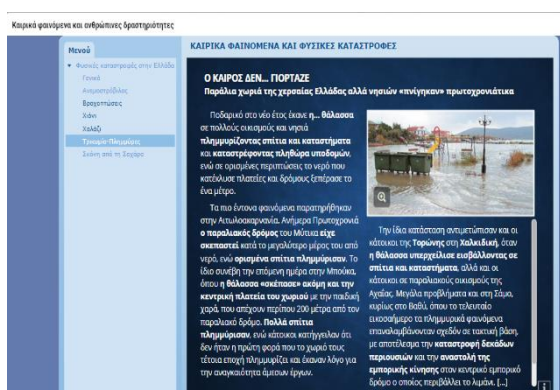 Καιρικά φαινόμενα και ανθρώπινες δραστηριότητες
Μενού
Φυσικές καταστροφές στην Ελλάδα
Γενικά
Ανεμοστρόβιλος
Βροχοπτώσεις
Χιόνι
Χαλάζι
Τσουνάμι-Πλημμύρες
Σκόνη από τη Σαχάρα
ΚΑΙΡΙΚΑ ΦΑΙΝΟΜΕΝΑ ΚΑΙ ΦΥΣΙΚΕΣ ΚΑΤΑΣΤΡΟΦΕΣ
Ο ΚΑΙΡΟΣ ΔΕΝ... ΓΙΟΡΤΑΖΕ
Παράλια χωριά της χερσαίας Ελλάδας αλλά νησιών «πνίγηκαν» πρωτοχρονιάτικα
Ποδαρικό στο νέο έτος έκανε η... θάλασσα
σε πολλούς οικισμούς και νησιά
πλημμυρίζοντας σπίτια και καταστήματα
και καταστρέφοντας πληθώρα υποδομών,
ενώ σε ορισμένες περιπτώσεις το νερό που
κατέκλυσε πλατείες και δρόμους ξεπέρασε το
ένα μέτρο.
Τα πιο έντονα φαινόμενα παρατηρήθηκαν
στην Αιτωλοακαρνανία. Ανήμερα Πρωτοχρονιά
ο παραλιακός δρόμος του Μύτικα είχε
σκεπαστεί κατά το μεγαλύτερο μέρος του από
νερό, ενώ ορισμένα σπίτια πλημμύρισαν. Το
ίδιο συνέβη την επόμενη ημέρα στην Μπούκα,
όπου η θάλασσα «σκέπασε» ακόμη και την
κεντρική πλατεία του χωριού με την παιδική
χαρά, που απέχουν περίπου 200 μέτρα από τον
παραλιακό δρόμο. Πολλά σπίτια
πλημμύρισαν, ενώ κάτοικοι κατήγγειλαν ότι
δεν ήταν η πρώτη φορά που το χωριό τους
τέτοια εποχή πλημμυρίζει και έκαναν λόγο για
την αναγκαιότητα άμεσων έργων.
Την ίδια κατάσταση αντιμετώπισαν και οι
κάτοικοι της Τορώνης στη Χαλκιδική, όταν
η θάλασσα υπερχείλισε εισβάλλοντας σε
σπίτια και καταστήματα, αλλά και οι
κάτοικοι σε παραλιακούς οικισμούς της
Αχαΐας. Μεγάλα προβλήματα και στη Σάμο,
κυρίως στο Βαθύ, όπου το τελευταίο
εικοσαήμερο τα πλημμυρικά φαινόμενα
επαναλαμβάνονταν σχεδόν σε τακτική βάση,
με αποτέλεσμα την καταστροφή δεκάδων
περιουσιών και την αναστολή της
εμπορικής κίνησης στον κεντρικό εμπορικό
δρόμο ο οποίος περιβάλλει το λιμάνι. [...]